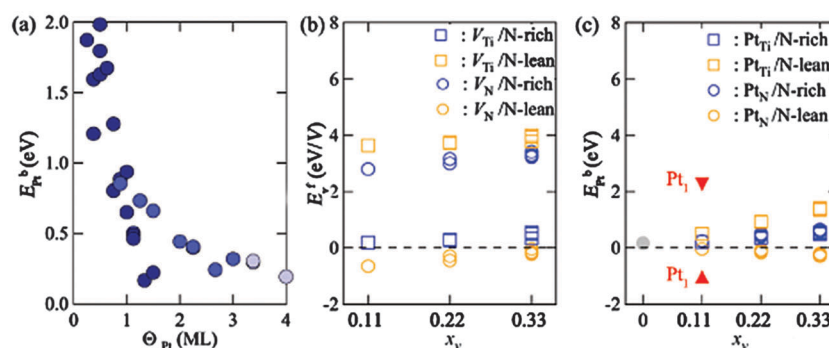 (a)
2.0
1.5
1.0
0.5
0.0
E_Pt^b (eV)
0 1 2 3 4
Θ_Pt (ML)
(b)
8
6
4
2
0
-2
E_v^f (eV/V)
: V_Ti /N-rich
: V_Ti/N-lean
: V_N /N-rich
: V_N /N-lean
0.11 0.22 0.33
x_v
(c)
8
6
4
2
0
-2
E_Pt^b (eV)
: Pt_Ti/N-rich
: Pt_Ti/N-lean
: Pt_N/N-rich
: Pt_N/N-lean
Pt_1
Pt_1
0 0.11 0.22 0.33
x_v